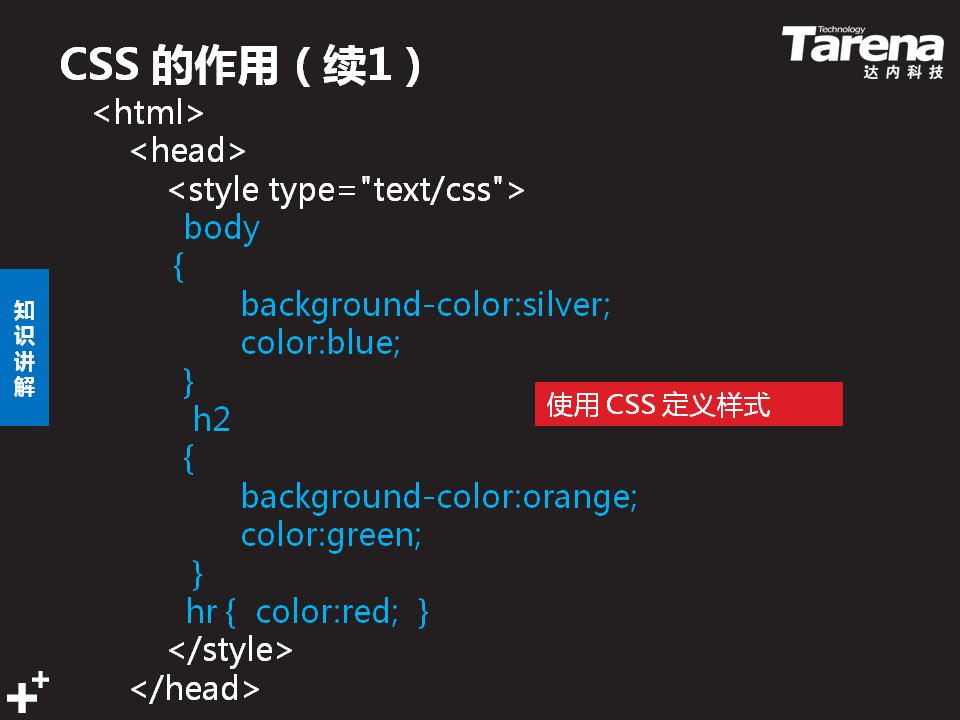 CSS 的作用（续1）
Technology
Tarena
达内科技
<html>
<head>
<style type="text/css">
body
{
background-color:silver;
color:blue;
}
h2
{
background-color:orange;
color:green;
}
hr { color:red; }
</style>
</head>
知识讲解
使用 CSS 定义样式